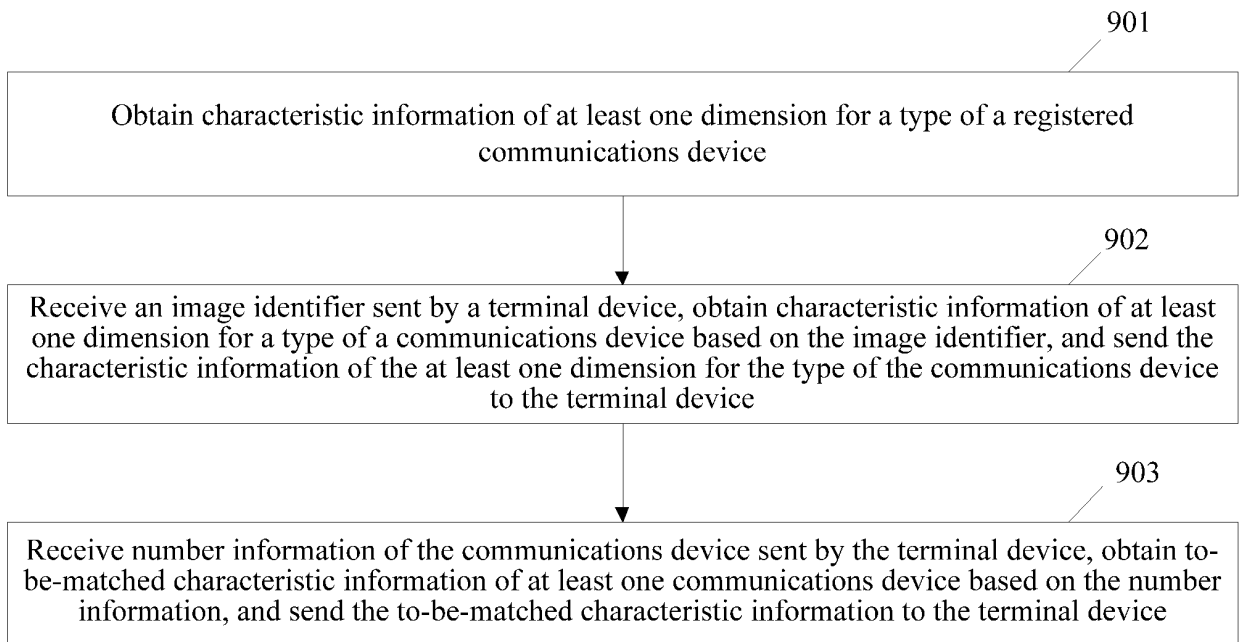 901
Obtain characteristic information of at least one dimension for a type of a registered
communications device
902
Receive an image identifier sent by a terminal device, obtain characteristic information of at least
one dimension for a type of a communications device based on the image identifier, and send the
characteristic information of the at least one dimension for the type of the communications device
to the terminal device
903
Receive number information of the communications device sent by the terminal device, obtain to-
be-matched characteristic information of at least one communications device based on the number
information, and send the to-be-matched characteristic information to the terminal device